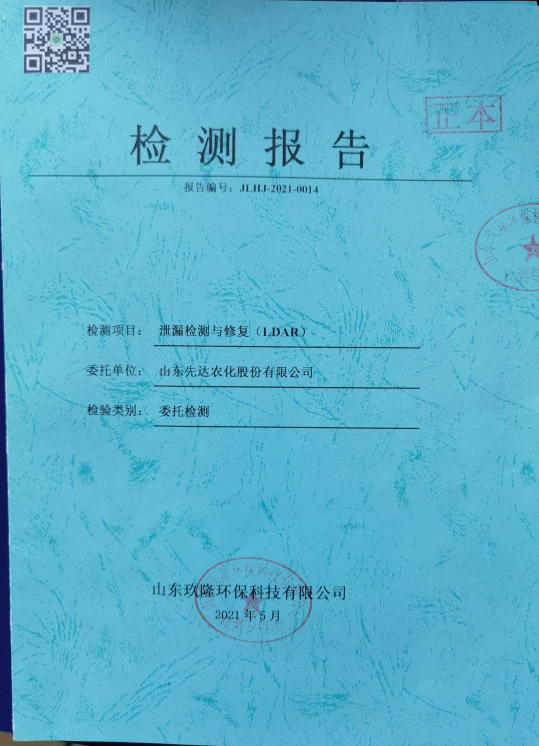 正本
检测报告
报告编号：JLHJ-2021-0014
检测项目：泄漏检测与修复（LDAR）
委托单位：山东先达农化股份有限公司
检验类别：委托检测
山东玖隆环保科技有限公司
2021 年 5 月